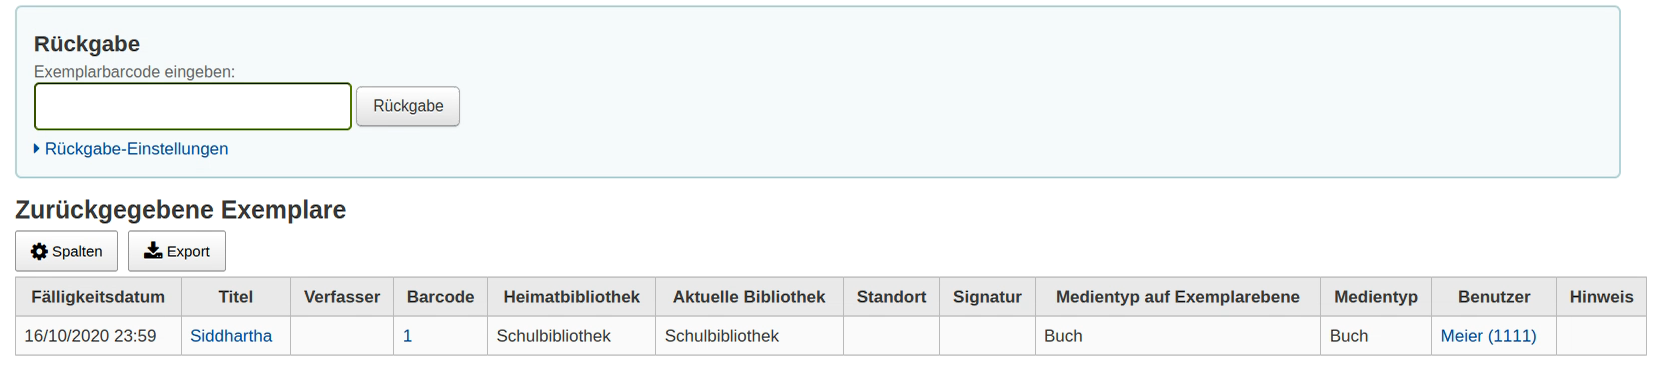 Rückgabe
Exemplarbarcode eingeben:
Rückgabe
Rückgabe-Einstellungen
Zurückgegebene Exemplare
Spalten Export
Fälligkeitsdatum Titel Verfasser Barcode Heimatbibliothek Aktuelle Bibliothek Standort Signatur Medientyp auf Exemplarebene Medientyp Benutzer Hinweis
16/10/2020 23:59 Siddhartha 1 Schulbibliothek Schulbibliothek Buch Buch Meier (1111)